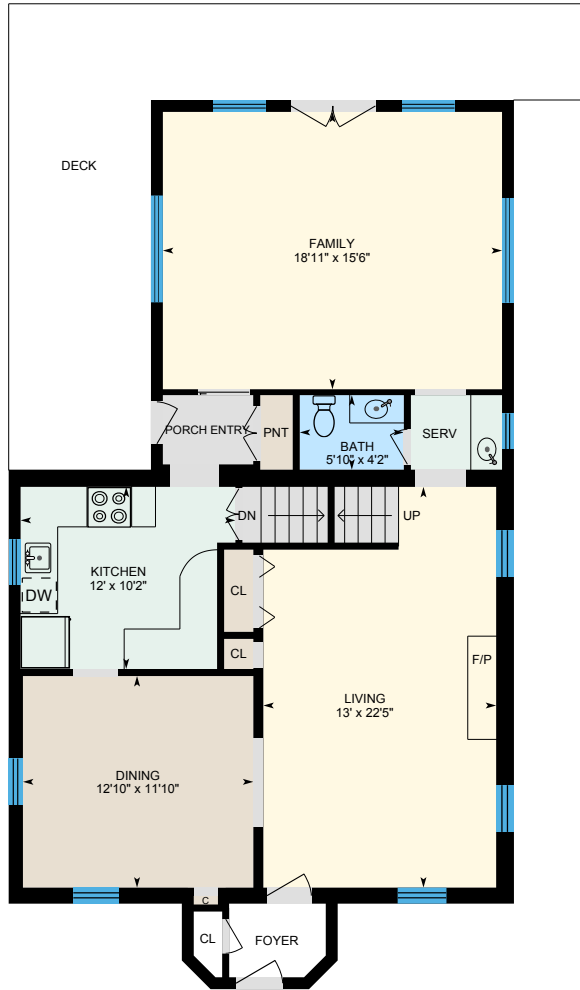 DECK
FAMILY
18'11" x 15'6"
PORCH ENTRY
PNT
BATH
5'10" x 4'2"
SERV
DN
UP
KITCHEN
12' x 10'2"
CL
DW
CL
F/P
LIVING
13' x 22'5"
DINING
12'10" x 11'10"
C
CL
FOYER